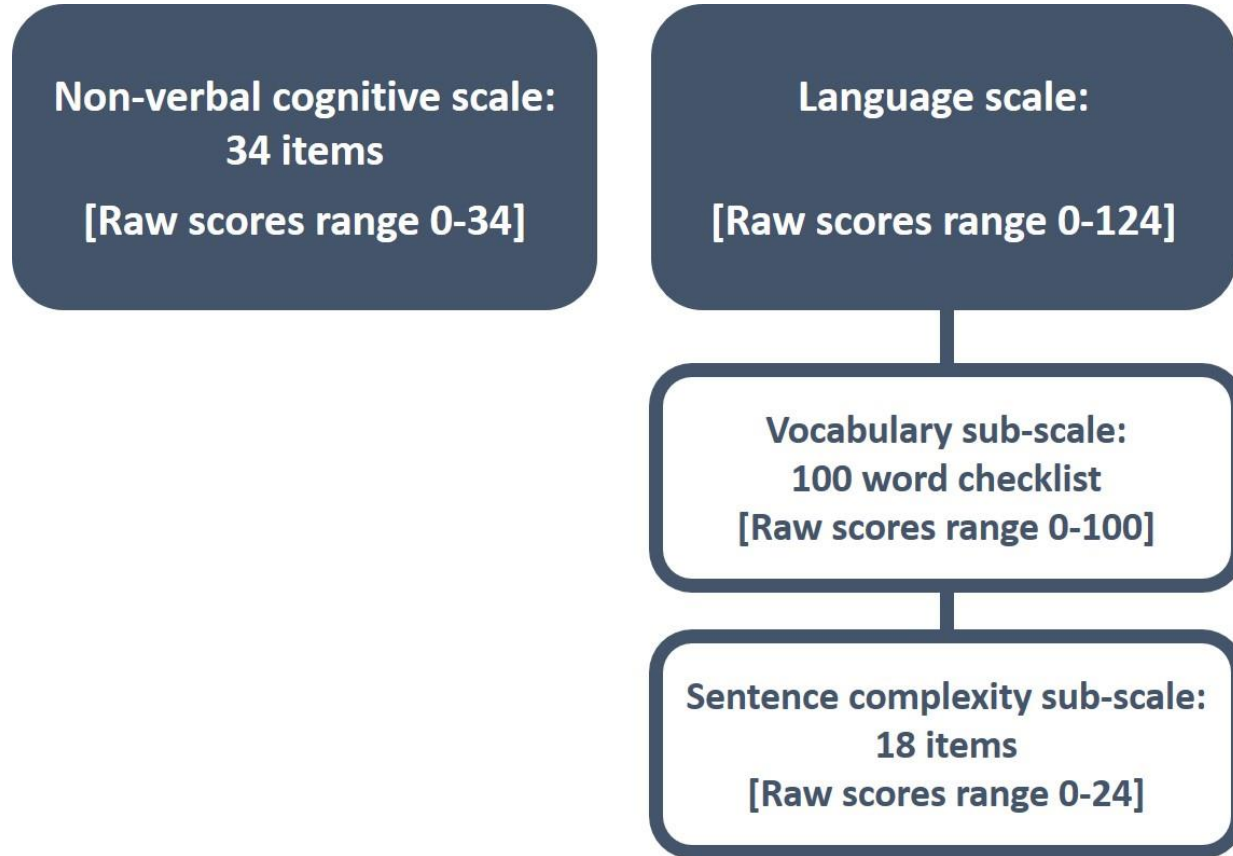 Non-verbal cognitive scale:
34 items
[Raw scores range 0-34]
Language scale:
[Raw scores range 0-124]
Vocabulary sub-scale:
100 word checklist
[Raw scores range 0-100]
Sentence complexity sub-scale:
18 items
[Raw scores range 0-24]